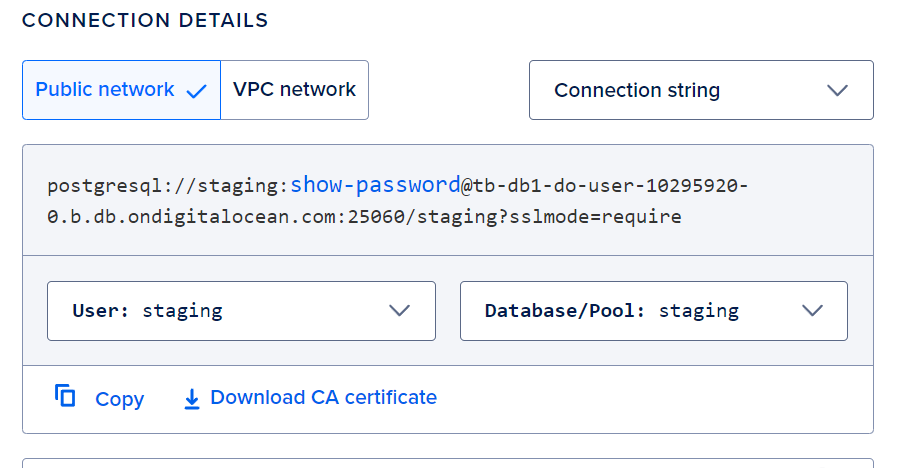 CONNECTION DETAILS
Public network VPC network Connection string
postgresql://staging:show-password@tb-db1-do-user-10295920-
0.b.db.ondigitalocean.com:25060/staging?sslmode=require
User: staging Database/Pool: staging
Copy Download CA certificate